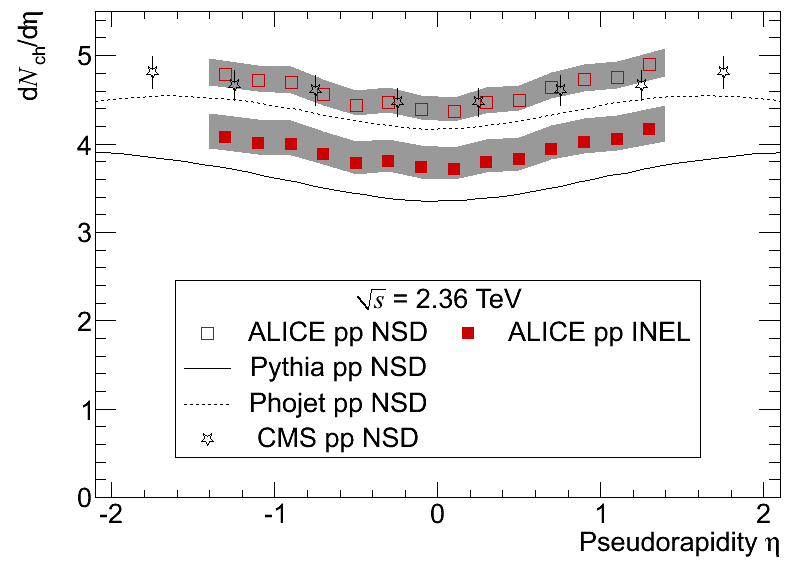 dN_ch/dη
5
4
3
2
1
0
√s = 2.36 TeV
ALICE pp NSD ALICE pp INEL
Pythia pp NSD
Phojet pp NSD
CMS pp NSD
-2 -1 0 1 2
Pseudorapidity η